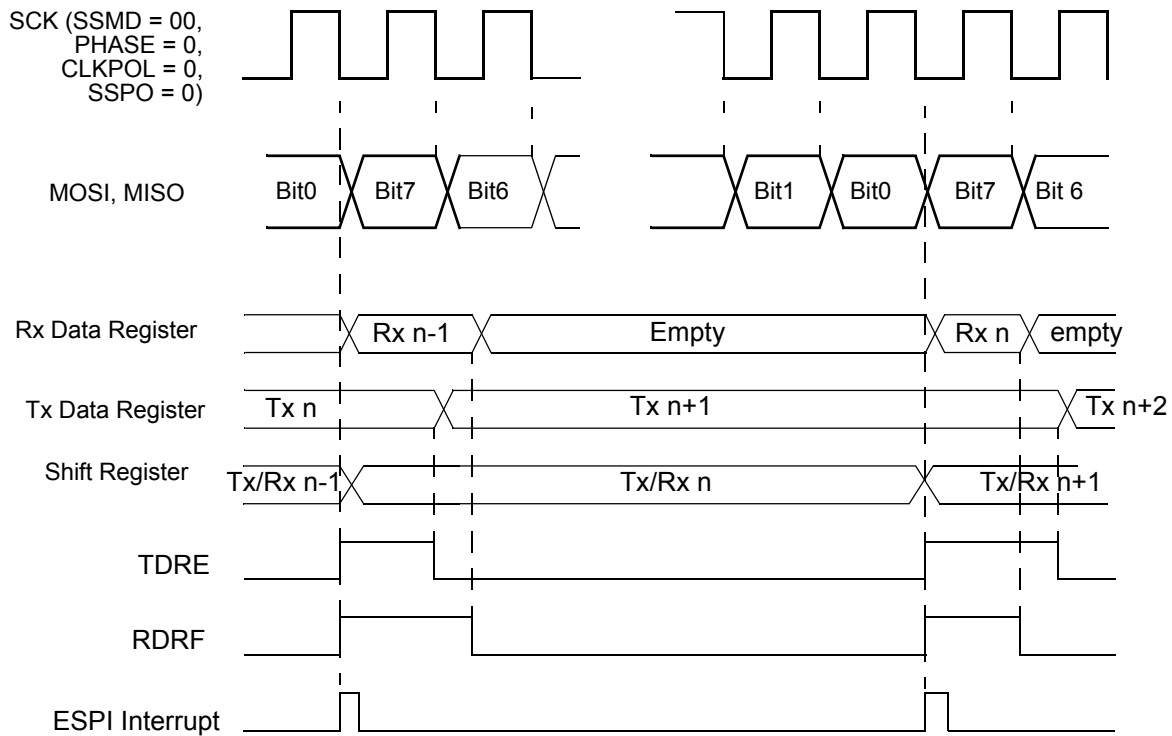 SCK (SSMD = 00,
PHASE = 0,
CLKPOL = 0,
SSPO = 0)
MOSI, MISO
Bit0
Bit7
Bit6
Bit1
Bit0
Bit7
Bit 6
Rx Data Register
Rx n-1
Empty
Rx n
empty
Tx Data Register
Tx n
Tx n+1
Tx n+2
Shift Register
Tx/Rx n-1
Tx/Rx n
Tx/Rx n+1
TDRE
RDRF
ESPI Interrupt